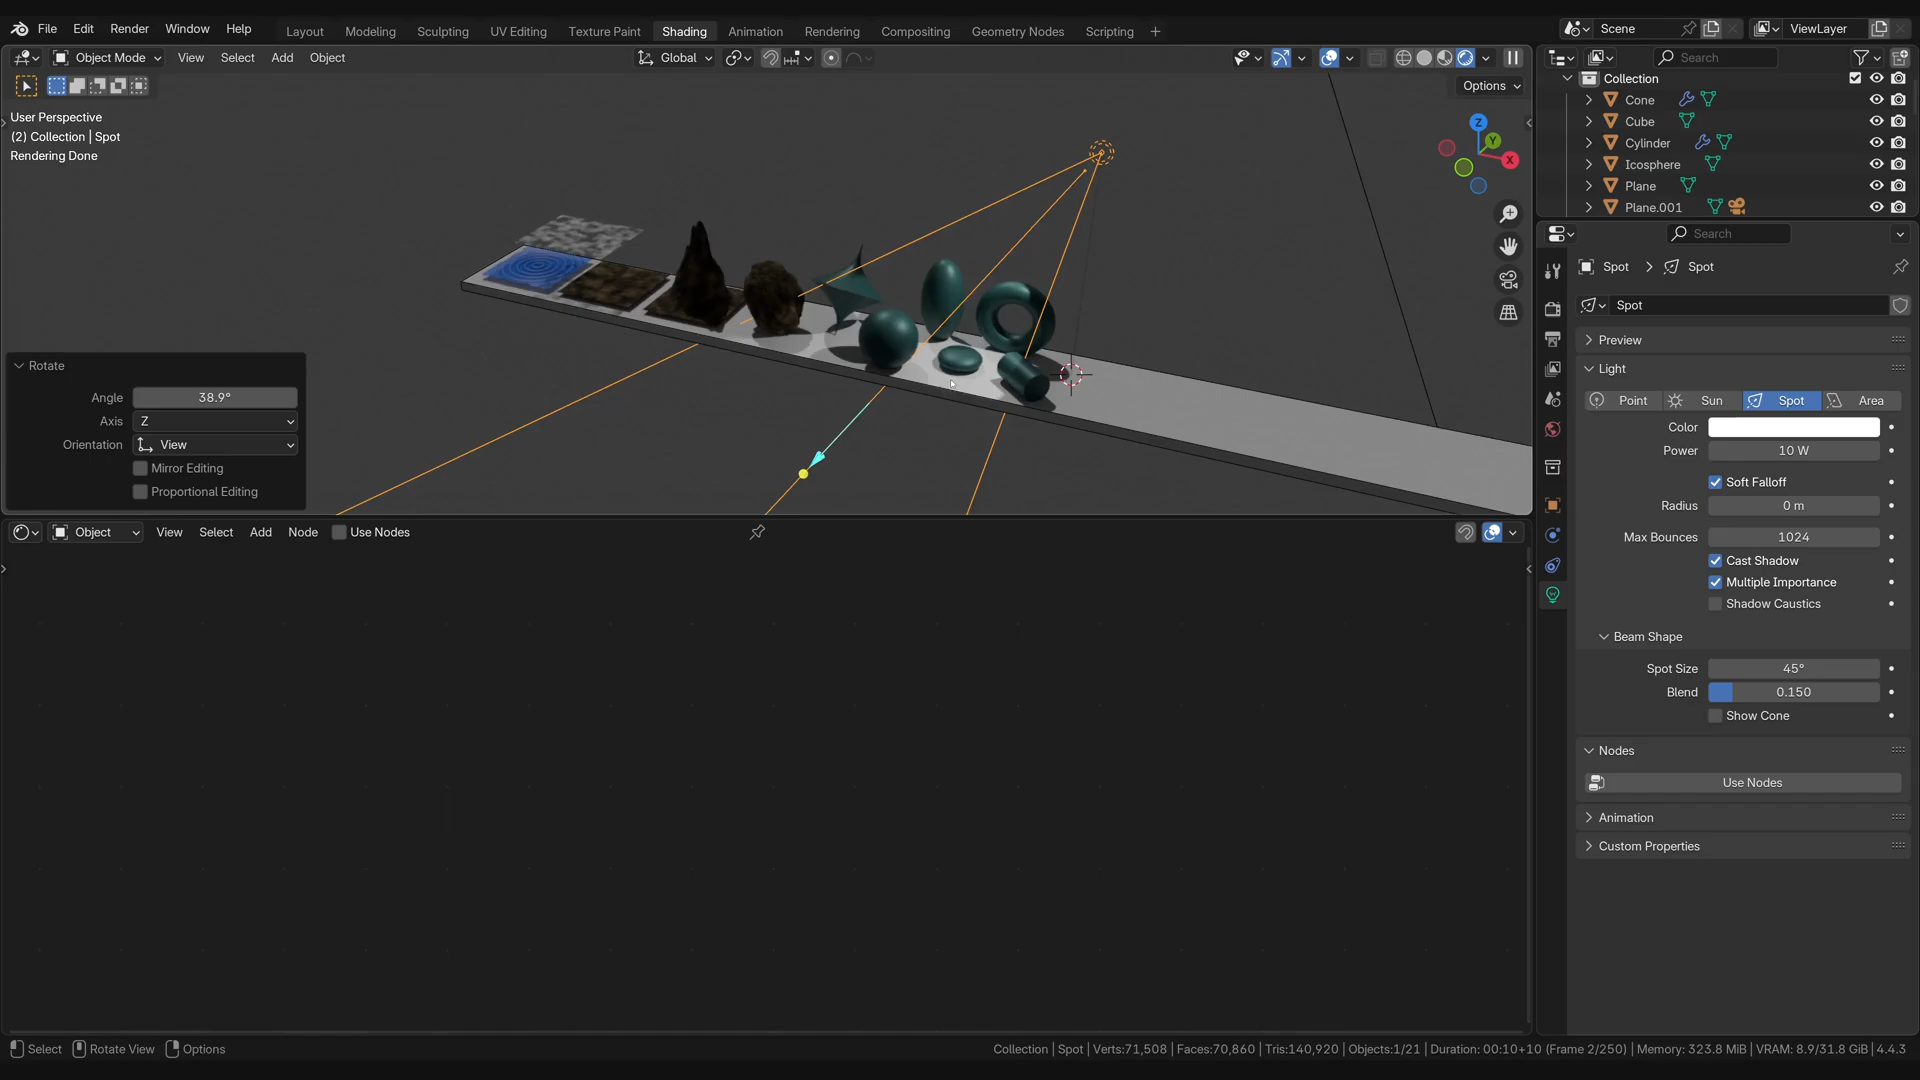 File Edit Render Window Help Layout Modeling Sculpting UV Editing Texture Paint Shading Animation Rendering Compositing Geometry Nodes Scripting + Scene ViewLayer
Object Mode View Select Add Object Global Search
Options
User Perspective
(2) Collection | Spot
Rendering Done
Z
Y
X
Collection
Cone
Cube
Cylinder
Icosphere
Plane
Plane.001
Search
Spot > Spot
Spot
Preview
Light
Point Sun Spot Area
Color
Power 10 W
Soft Falloff
Radius 0 m
Max Bounces 1024
Cast Shadow
Multiple Importance
Shadow Caustics
Beam Shape
Spot Size 45°
Blend 0.150
Show Cone
Nodes
Use Nodes
Animation
Custom Properties
Rotate
Angle 38.9°
Axis Z
Orientation View
Mirror Editing
Proportional Editing
Object View Select Add Node Use Nodes
Select Rotate View Options
Collection | Spot | Verts:71,508 | Faces:70,860 | Tris:140,920 | Objects:1/21 | Duration: 00:10+10 (Frame 2/250) | Memory: 323.8 MiB | VRAM: 8.9/31.8 GiB | 4.4.3